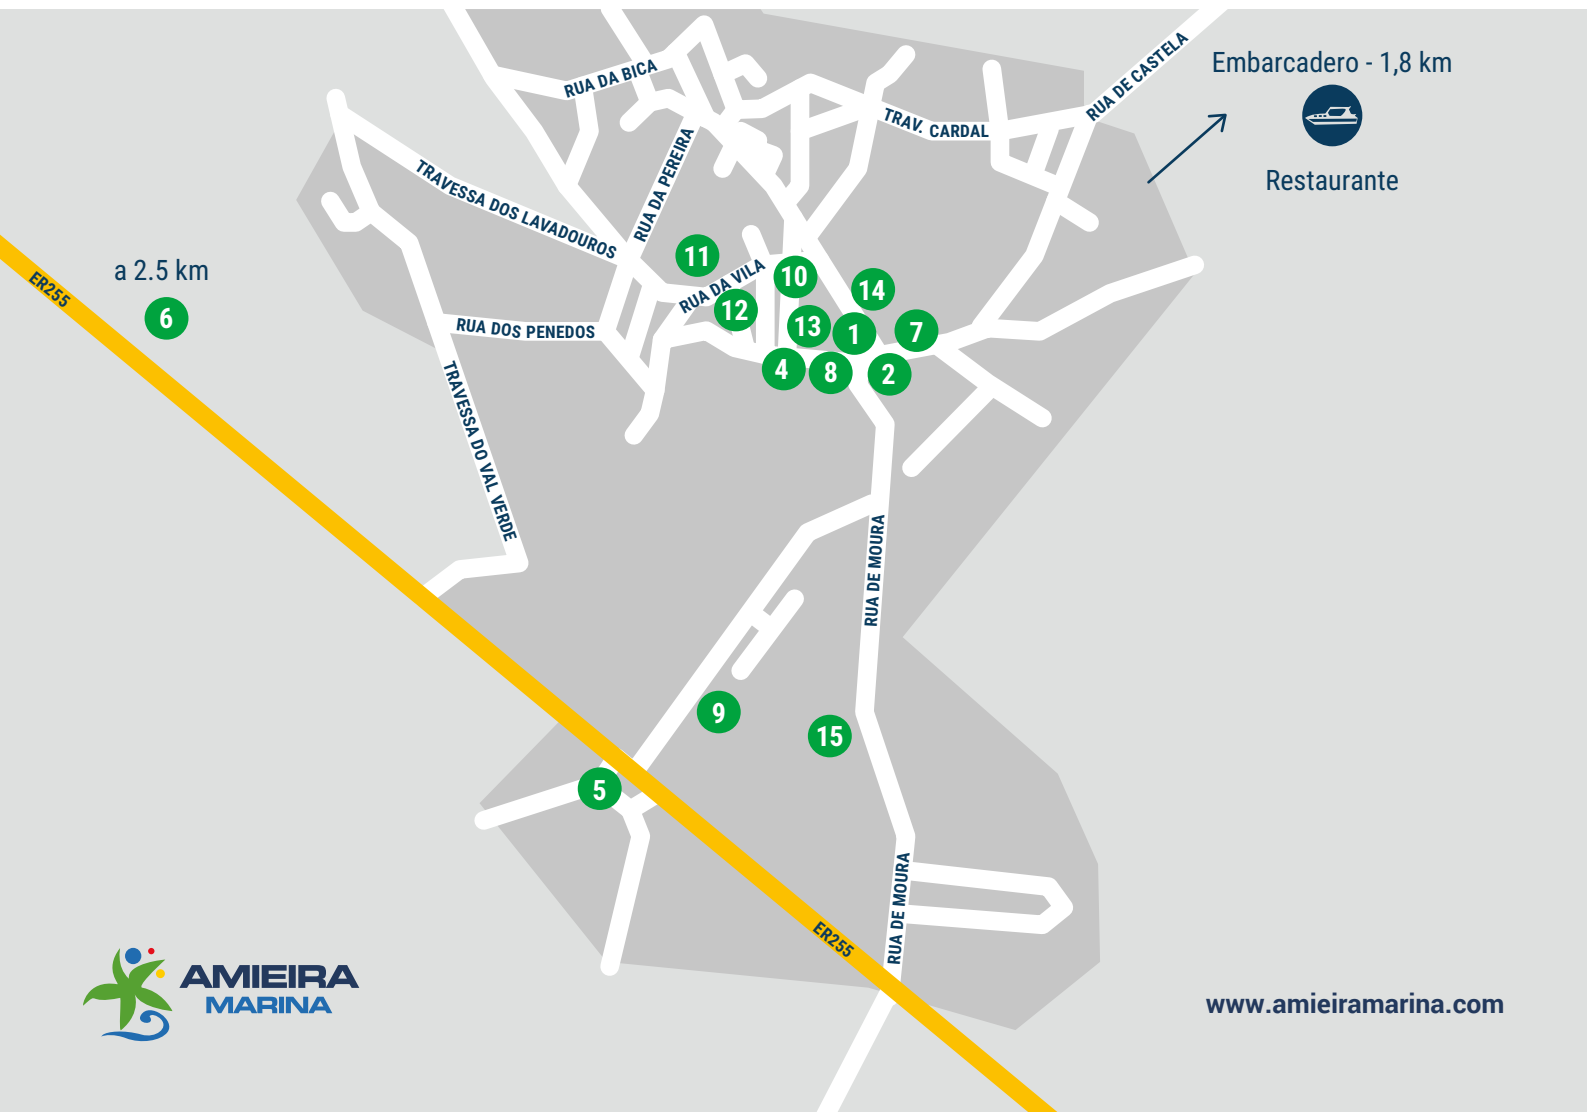 RUA DE CASTELA
Embarcadero - 1,8 km
RUA DA BICA
TRAV. CARDAL
Restaurante
TRAVESSA DOS LAVADOUROS
RUA DA PEREIRA
11
RUA DA VILA
10
14
a 2.5 km
ER255
6
12
13
1
7
RUA DOS PENEDOS
4
8
2
TRAVESSA DO VAL VERDE
RUA DE MOURA
9
15
5
RUA DE MOURA
ER255
AMIEIRA
MARINA
www.amieiramarina.com